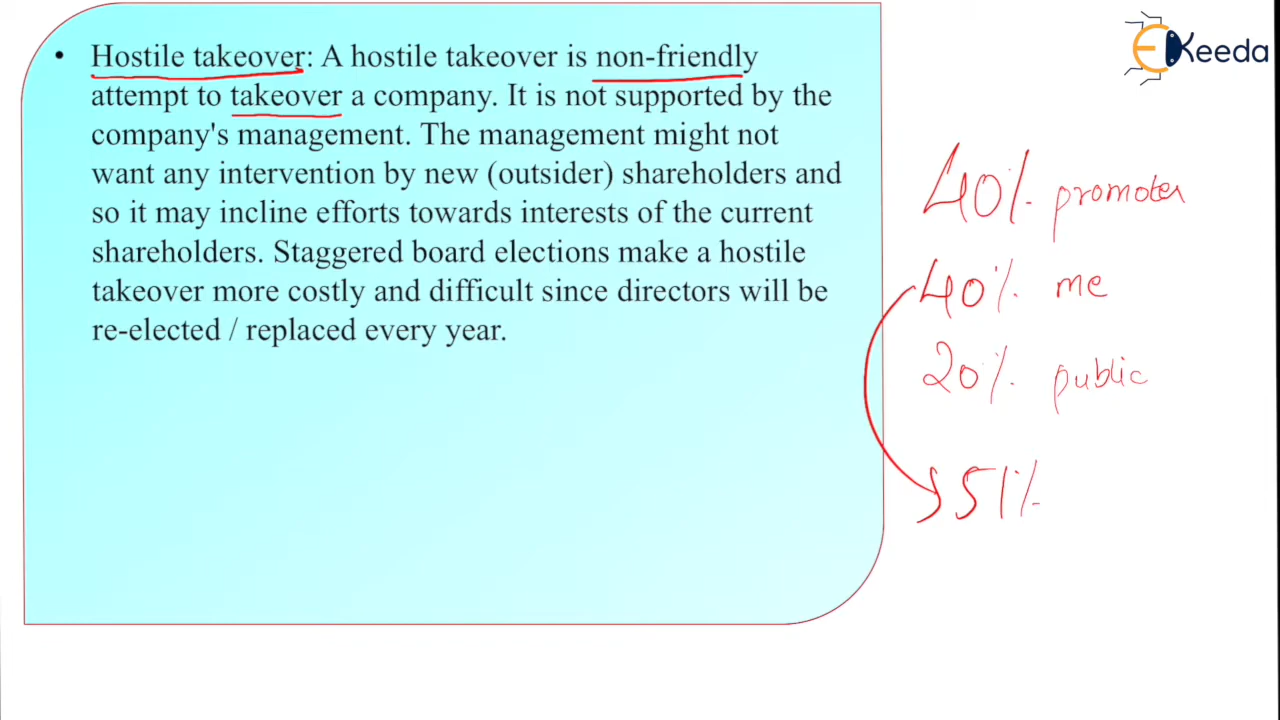 • Hostile takeover: A hostile takeover is non-friendly
attempt to takeover a company. It is not supported by the
company's management. The management might not
want any intervention by new (outsider) shareholders and
so it may incline efforts towards interests of the current
shareholders. Staggered board elections make a hostile
takeover more costly and difficult since directors will be
re-elected / replaced every year.
EKeeda
40% promoter
40% me
20% public
51%